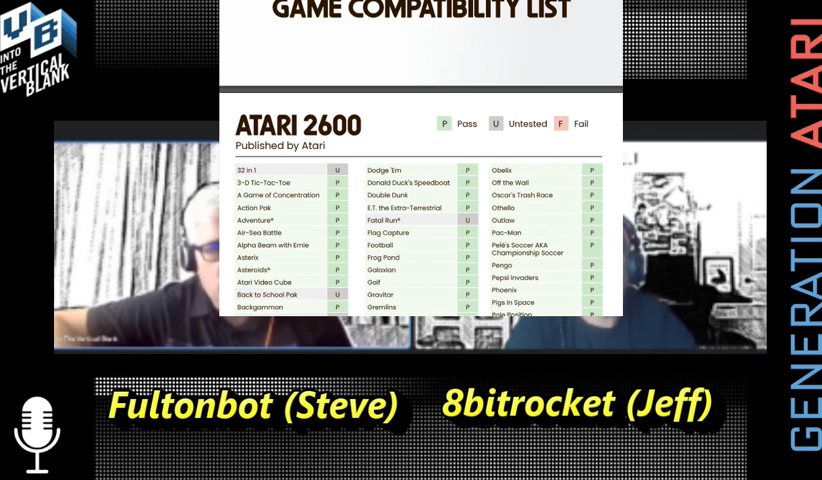 GAME COMPATIBILITY LIST
VB
INTO
THE
VERTICAL
BLANK
ATARI 2600
P Pass U Untested F Fail
Published by Atari
32 in 1 U
3-D Tic-Tac-Toe P
A Game of Concentration P
Action Pak P
Adventure* P
Air-Sea Battle P
Alpha Beam with Ernie P
Asterix P
Asteroids* P
Atari Video Cube P
Back to School Pak U
Backgammon P
Dodge 'Em P
Donald Duck's Speedboat P
Double Dunk P
E.T. the Extra-Terrestrial P
Fatal Run* U
Flag Capture P
Football P
Frog Pond P
Galaxian P
Golf P
Gravitar P
Gremlins P
Obelix P
Off the Wall P
Oscar's Trash Race P
Othello P
Outlaw P
Pac-Man P
Pelé's Soccer AKA P
Championship Soccer
Pengo P
Pepsi Invaders P
Phoenix P
Pigs in Space P
Pole Position P
GENERATION ATARI
Fultonbot (Steve)
8bitrocket (Jeff)